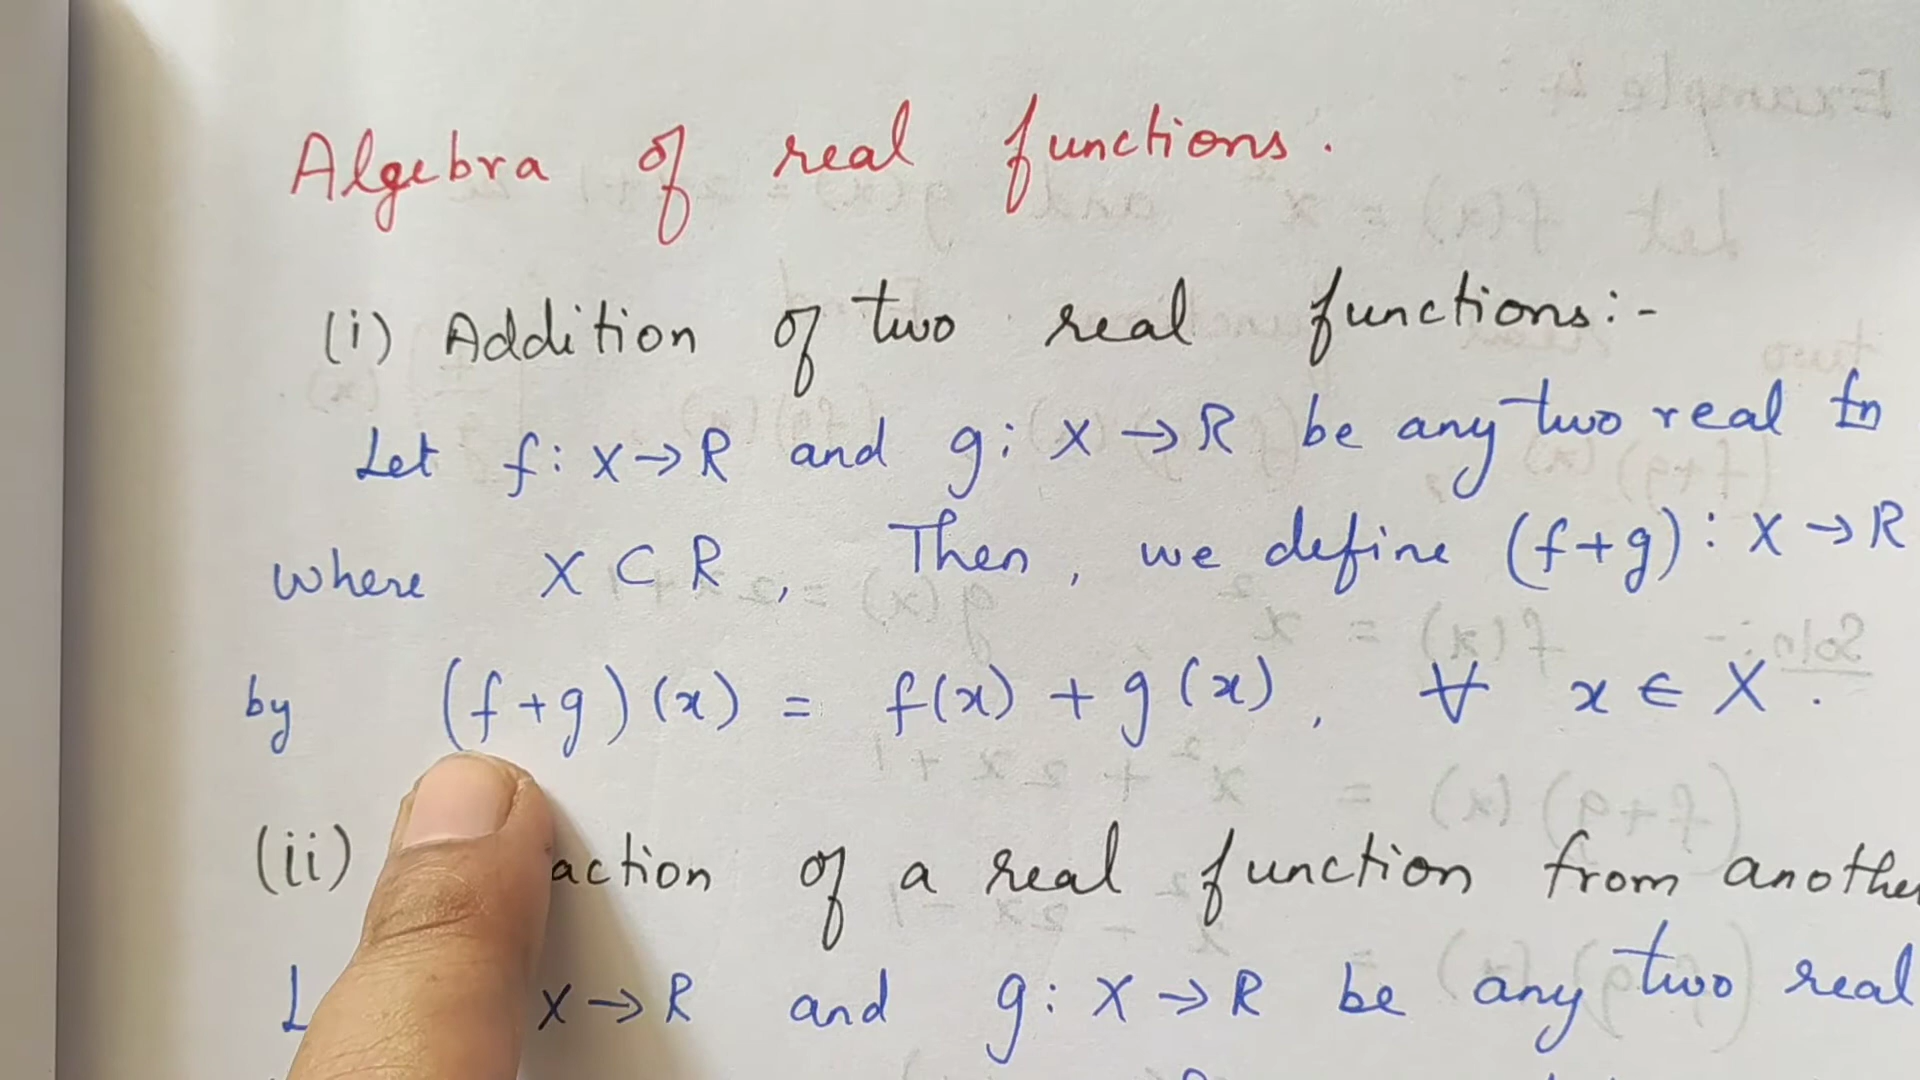 Algebra of real functions.
(i) Addition of two real functions:-
Let f: X→R and g: X→R be any two real fn
where X ⊂ R, Then, we define (f+g): X→R
by (f+g)(x) = f(x) + g(x), ∀ x ∈ X.
(ii) action of a real function from another
X→R and g: X→R be any two real